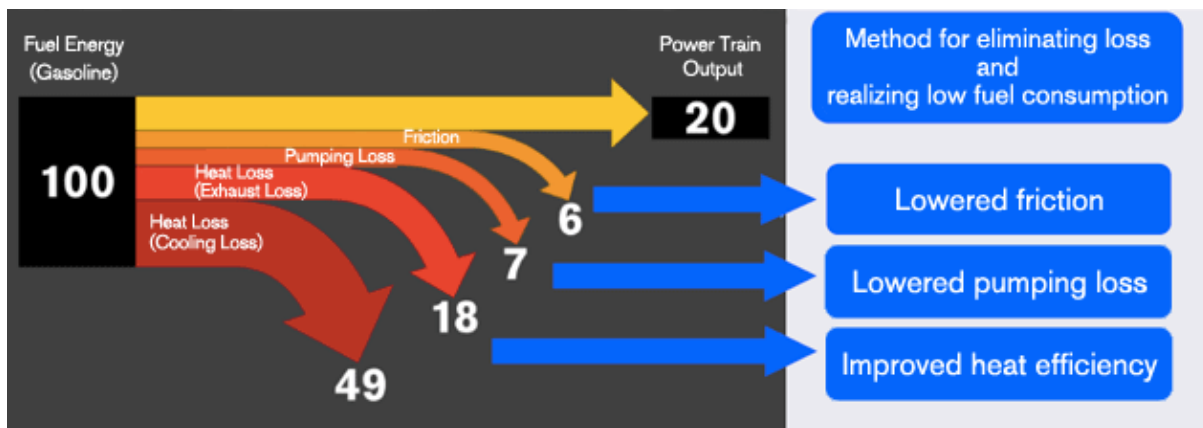 Fuel Energy
(Gasoline)
100
Power Train
Output
20
Friction
6
Pumping Loss
7
Heat Loss
(Exhaust Loss)
18
Heat Loss
(Cooling Loss)
49
Method for eliminating loss
and
realizing low fuel consumption
Lowered friction
Lowered pumping loss
Improved heat efficiency